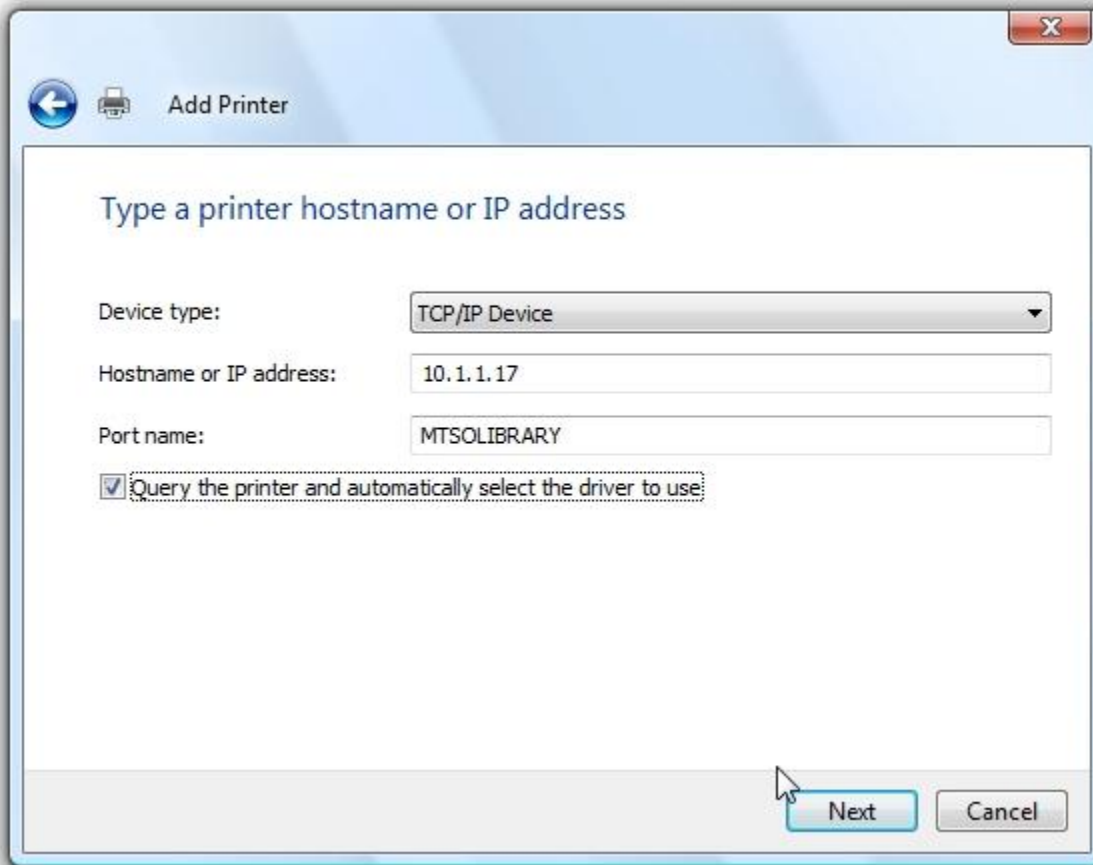 Add Printer
Type a printer hostname or IP address
Device type: TCP/IP Device
Hostname or IP address: 10.1.1.17
Port name: MTSOLIBRARY
Query the printer and automatically select the driver to use
Next Cancel